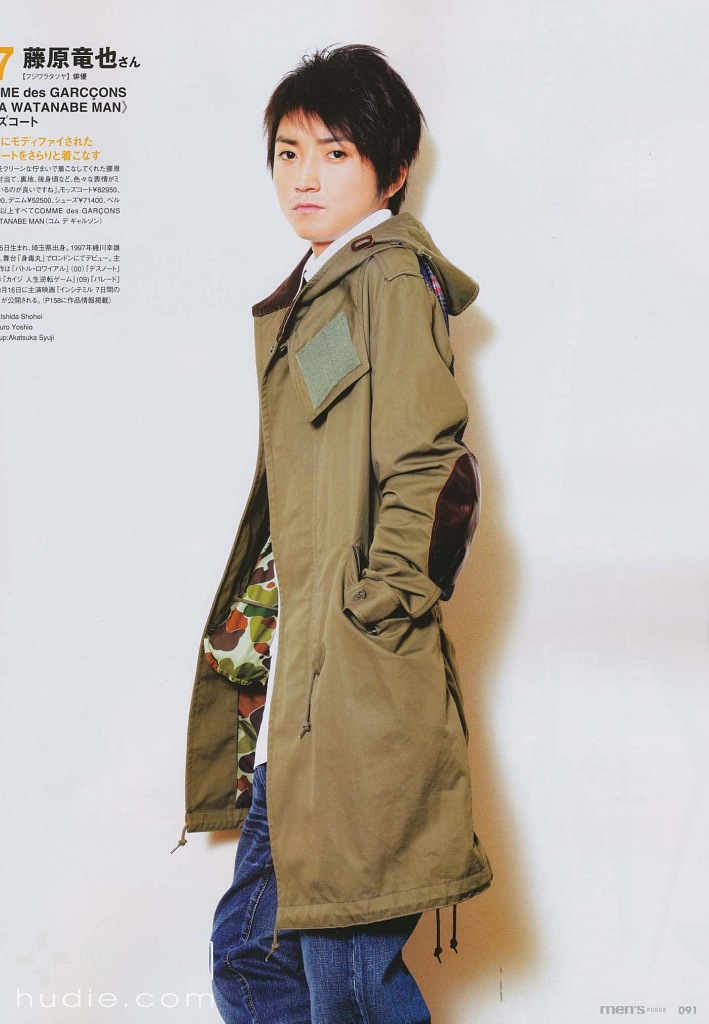 7 藤原竜也さん
【フジワラタツヤ】俳優
ME des GARCÇONS
A WATANABE MAN》
ズコート
にモディファイされた
ートをさらりと着こなす
をクリーンな佇まいで着こなしてくれた藤原
付当て、裏地、後身頃など、色々な表情がミ
いるのが良いですね」。モッズコート¥82950、
00、デニム¥52500、シューズ¥71400、ベル
以上すべてCOMME des GARÇONS
TANABE MAN（コム デ ギャルソン）
5日生まれ、埼玉県出身。1997年蜷川幸雄
、舞台『身毒丸』でロンドンにてデビュー。主
作は『バトル・ロワイアル』（00）『デスノート』
『カイジ 人生逆転ゲーム』（09）『パレード』
月16日に主演映画『インシテミル 7日間の
』が公開される。（P158に作品情報掲載）
Ishida Shohei
uro Yoshio
up:Akatsuka Syuji
hudie.com
men's FUDGE 091